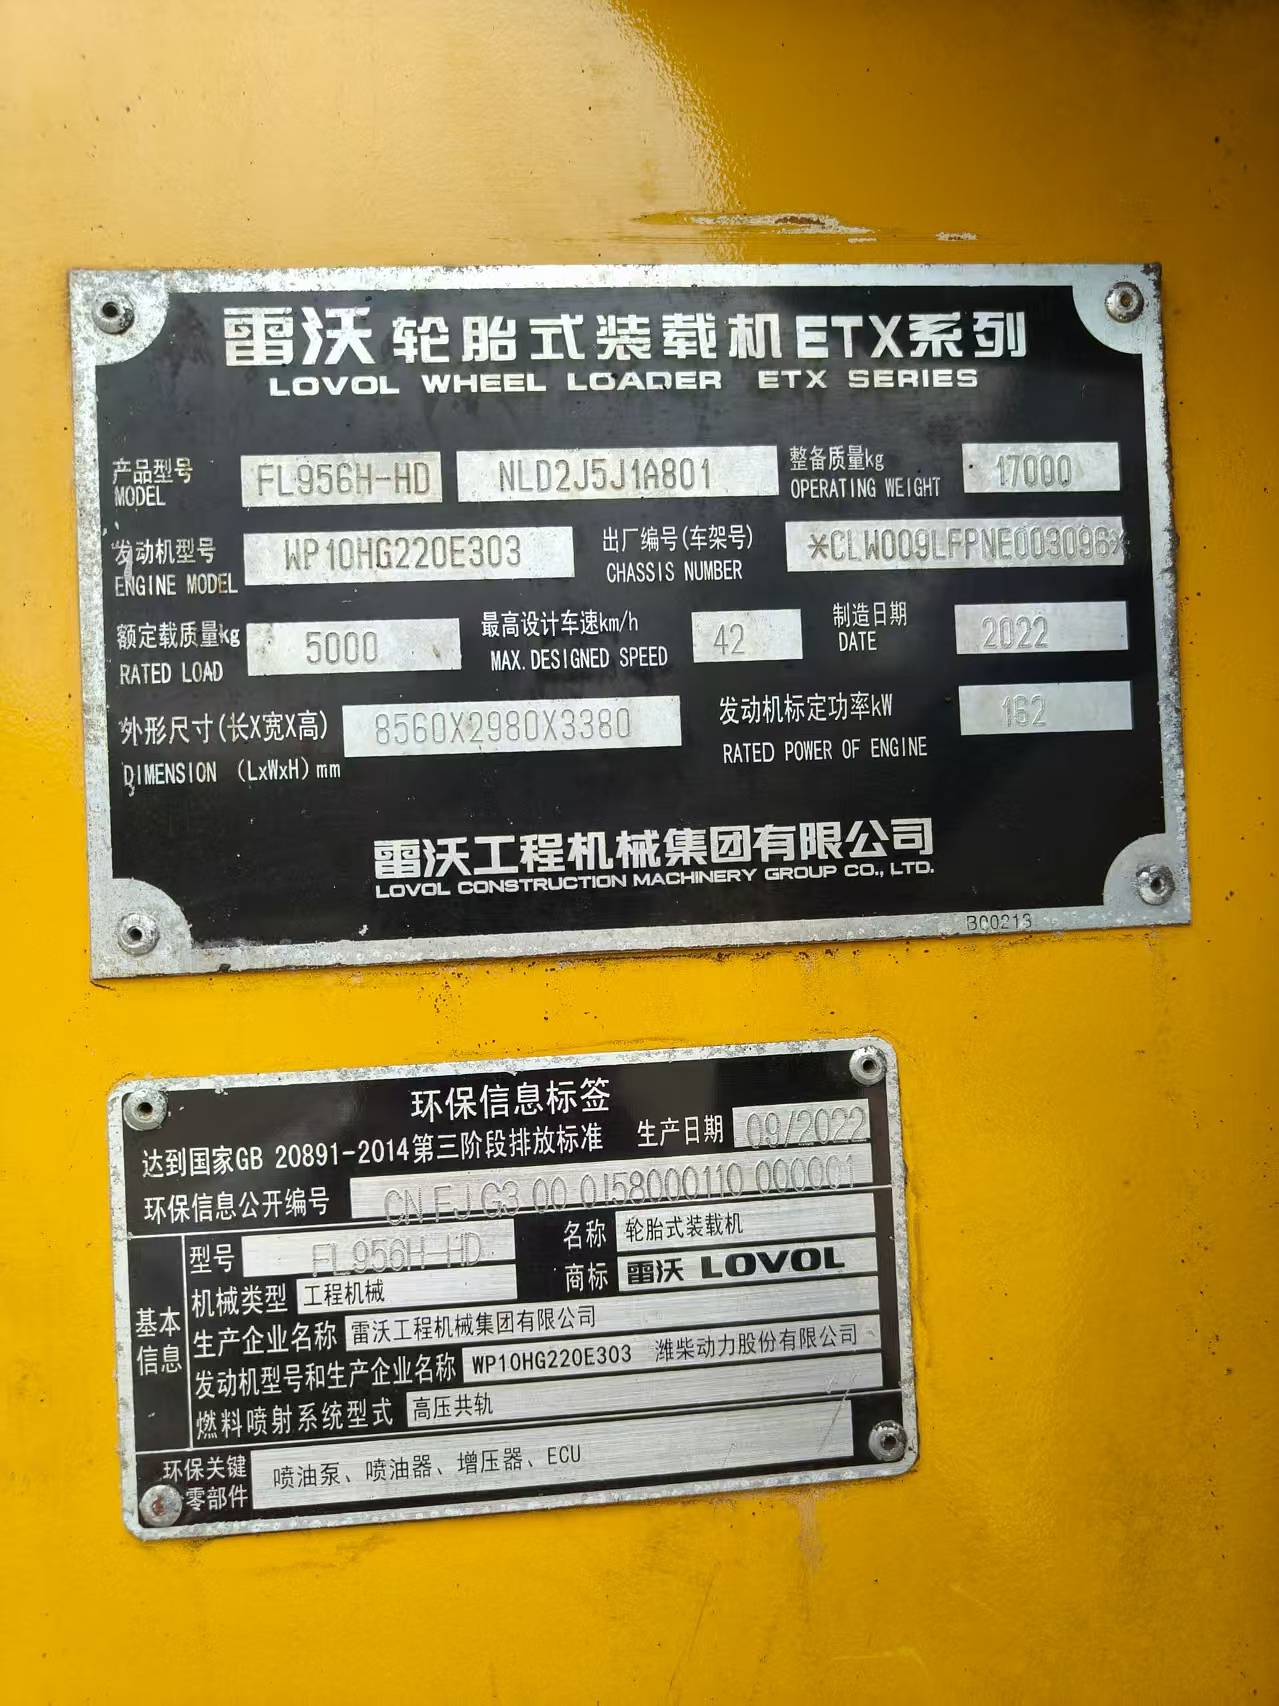 雷沃 轮胎式装载机ETX系列
LOVOL WHEEL LOADER ETX SERIES
产品型号 FL956H-HD NLD2J5J1A801 整备质量kg 17000
MODEL OPERATING WEIGHT
发动机型号 WP10HG220E303 出厂编号(车架号) *CLW009LFPNE003096*
ENGINE MODEL CHASSIS NUMBER
额定载质量kg 5000 最高设计车速km/h 42 制造日期 2022
RATED LOAD MAX.DESIGNED SPEED DATE
外形尺寸(长X宽X高) 8560X2980X3380 发动机标定功率kW 162
DIMENSION (LxWxH)mm RATED POWER OF ENGINE
雷沃工程机械集团有限公司
LOVOL CONSTRUCTION MACHINERY GROUP CO., LTD.
BC0213
环保信息标签
达到国家GB 20891-2014第三阶段排放标准 生产日期 09/2022
环保信息公开编号 CN FJ G3 00 0J58000110 000001
基本信息
型号 FL956H-HD 名称 轮胎式装载机
机械类型 工程机械 商标 雷沃 LOVOL
生产企业名称 雷沃工程机械集团有限公司
发动机型号和生产企业名称 WP10HG220E303 潍柴动力股份有限公司
燃料喷射系统型式 高压共轨
环保关键零部件 喷油泵、喷油器、增压器、ECU